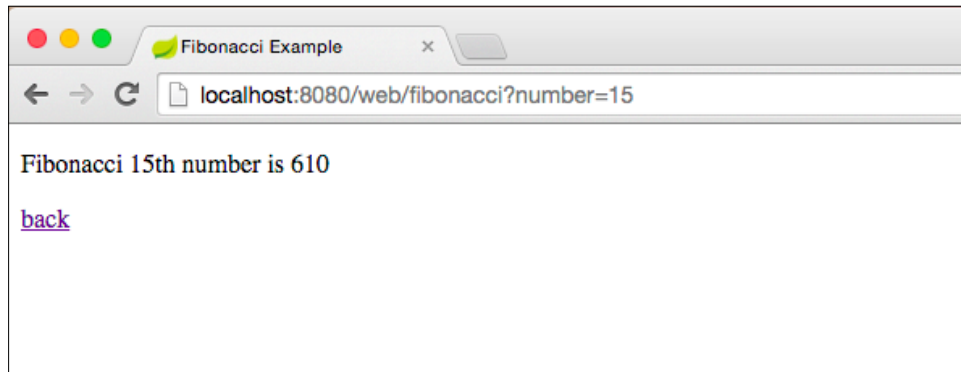 Fibonacci Example
localhost:8080/web/fibonacci?number=15
Fibonacci 15th number is 610
back